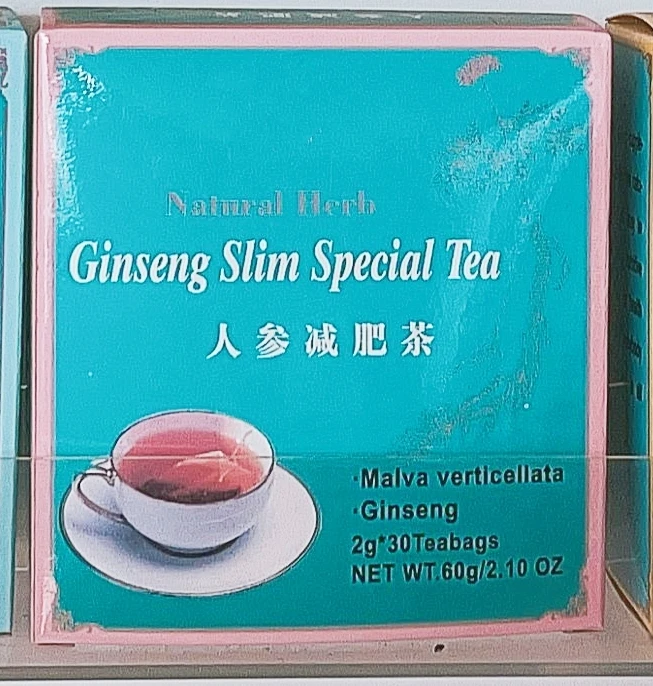 Natural Herb
Ginseng Slim Special Tea
人参减肥茶
·Malva verticellata
·Ginseng
2g*30Teabags
NET WT.60g/2.10 OZ